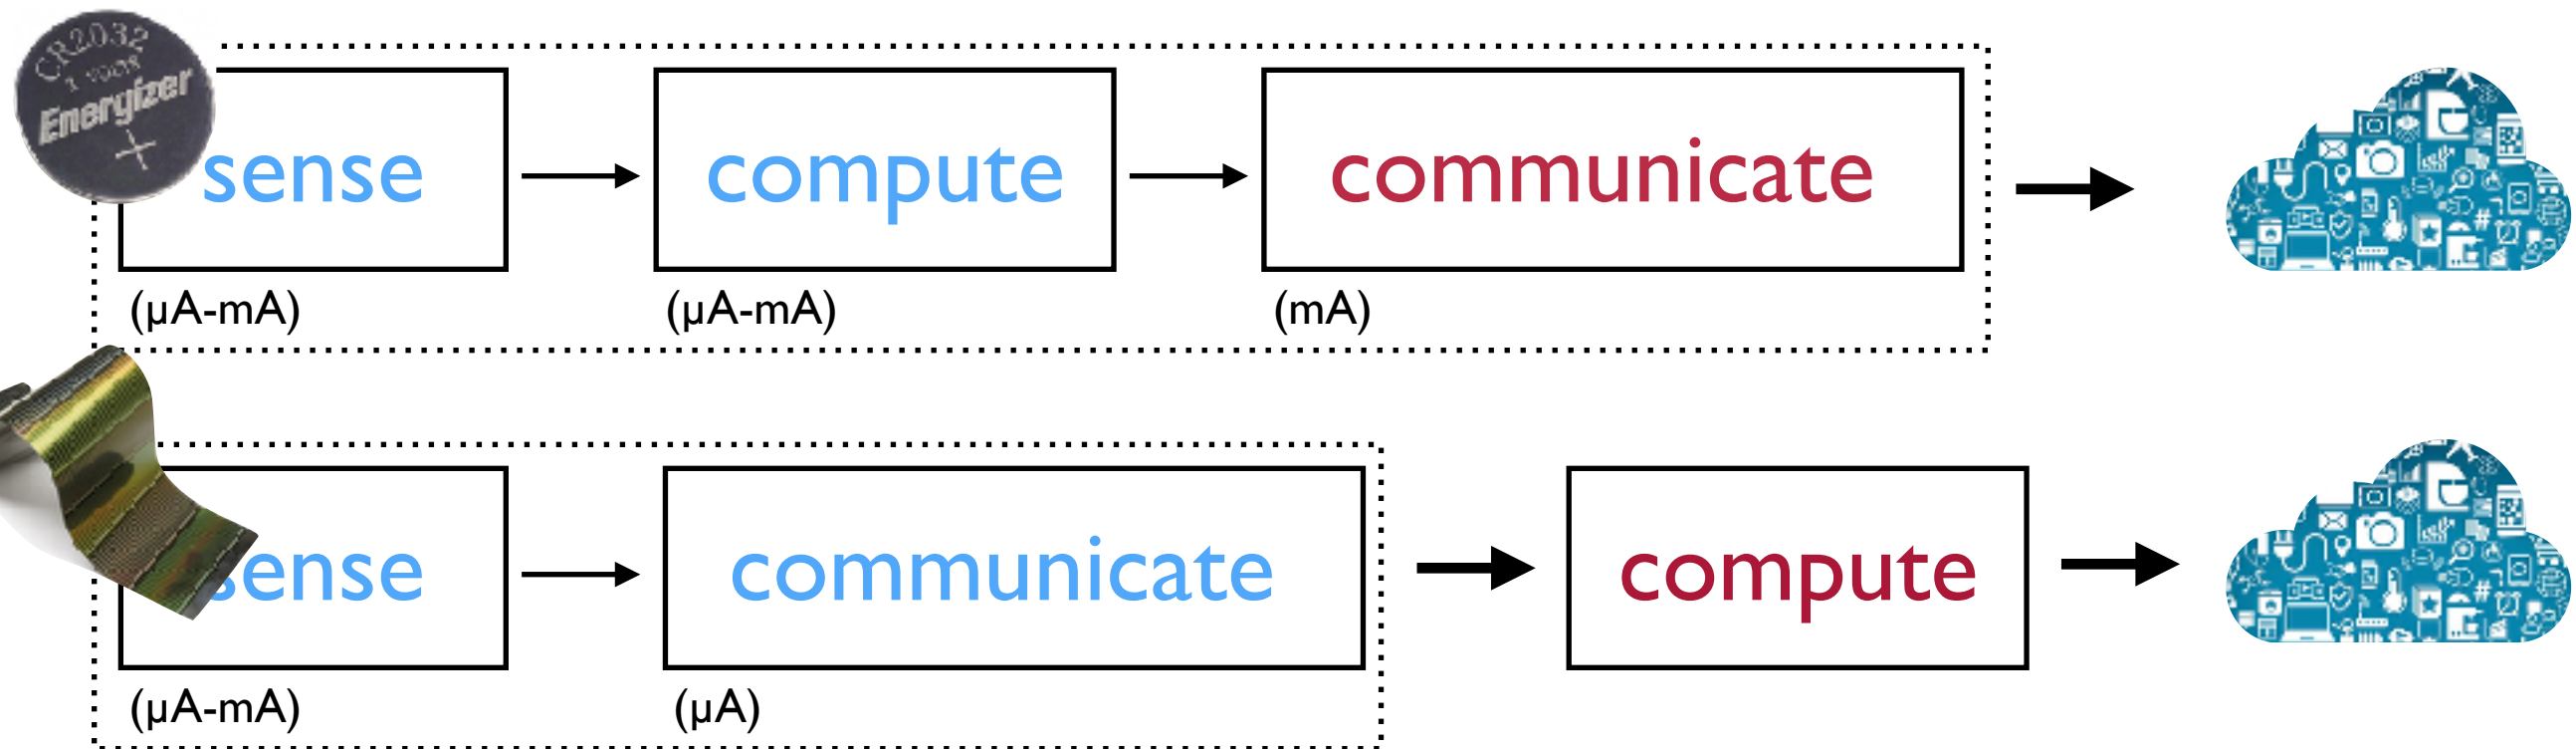 CR2032
Energizer
+
sense
compute
communicate
(µA-mA)
(µA-mA)
(mA)
sense
communicate
compute
(µA-mA)
(µA)